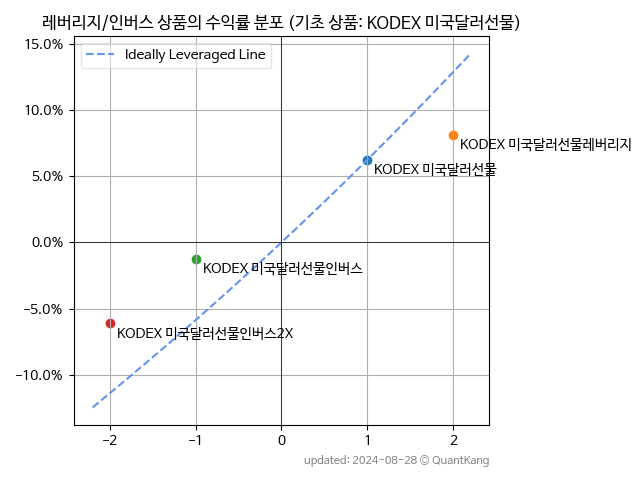 레버리지/인버스 상품의 수익률 분포 (기초 상품: KODEX 미국달러선물)
15.0%
Ideally Leveraged Line
10.0%
KODEX 미국달러선물레버리지
KODEX 미국달러선물
5.0%
0.0%
KODEX 미국달러선물인버스
−5.0%
KODEX 미국달러선물인버스2X
−10.0%
−2 −1 0 1 2
updated: 2024-08-28 © QuantKang